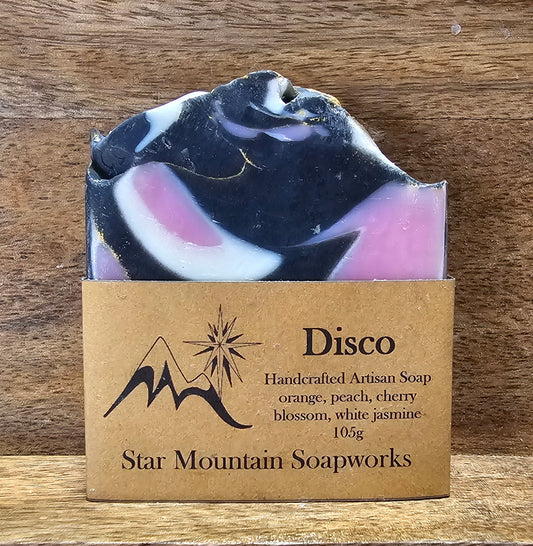 Disco
Handcrafted Artisan Soap
orange, peach, cherry
blossom, white jasmine
105g
Star Mountain Soapworks